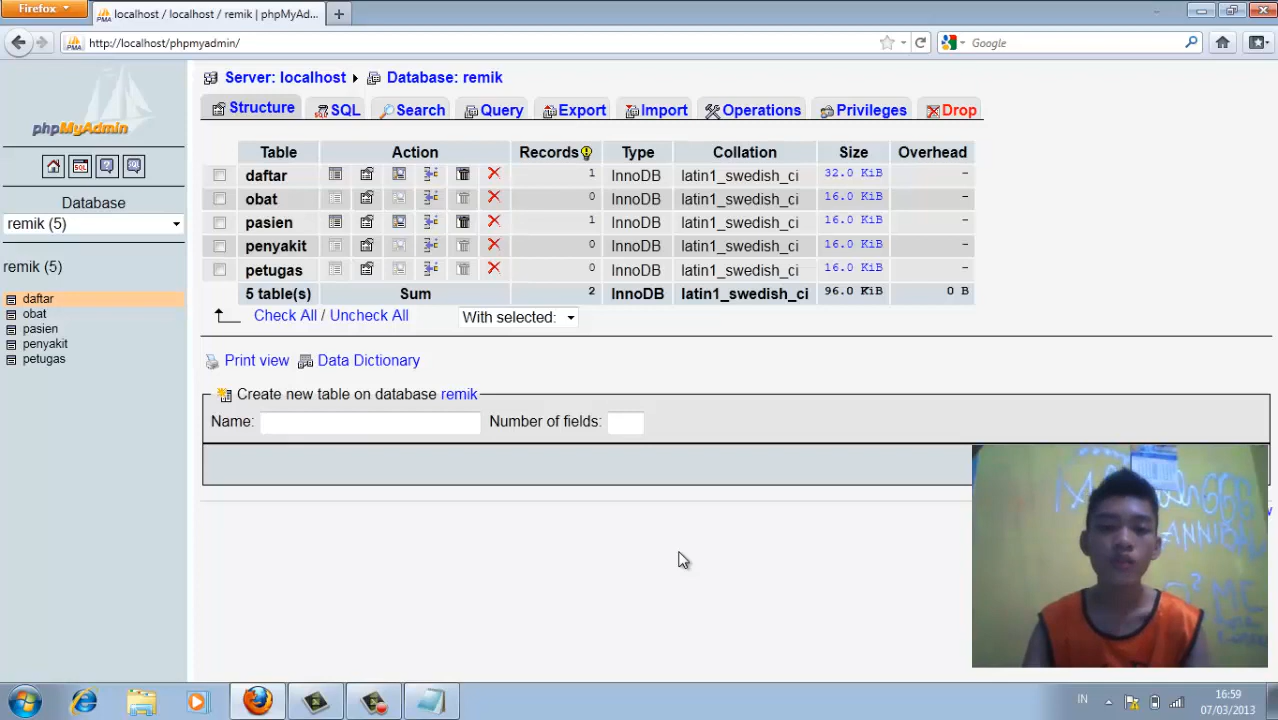 Firefox
localhost / localhost / remik | phpMyAd...
http://localhost/phpmyadmin/
Google
phpMyAdmin
Database
remik (5)
remik (5)
daftar
obat
pasien
penyakit
petugas
Server: localhost Database: remik
Structure SQL Search Query Export Import Operations Privileges Drop
Table Action Records Type Collation Size Overhead
daftar 1 InnoDB latin1_swedish_ci 32.0 KiB -
obat 0 InnoDB latin1_swedish_ci 16.0 KiB -
pasien 1 InnoDB latin1_swedish_ci 16.0 KiB -
penyakit 0 InnoDB latin1_swedish_ci 16.0 KiB -
petugas 0 InnoDB latin1_swedish_ci 16.0 KiB -
5 table(s) Sum 2 InnoDB latin1_swedish_ci 96.0 KiB 0 B
Check All / Uncheck All With selected:
Print view Data Dictionary
Create new table on database remik
Name: Number of fields:
IN
16:59
07/03/2013